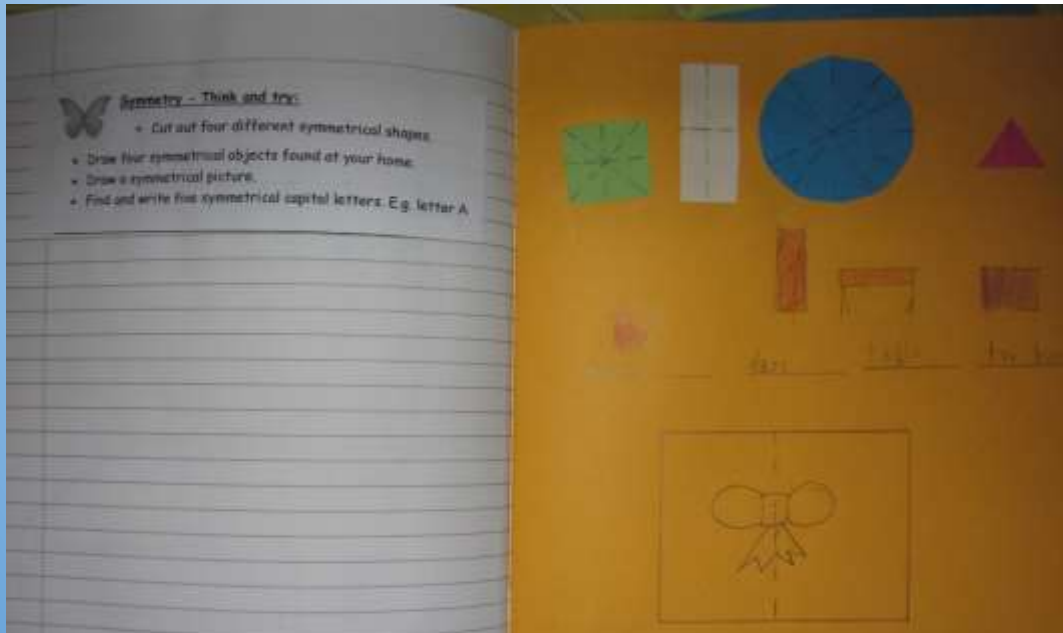 Symmetry - Think and try:
• Cut out four different symmetrical shapes.
• Draw four symmetrical objects found at your home.
• Draw a symmetrical picture.
• Find and write five symmetrical capital letters. E.g. letter A
table